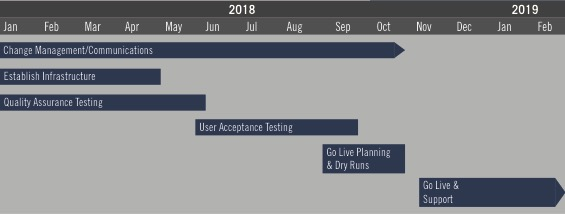 2018 2019
Jan Feb Mar Apr May Jun Jul Aug Sep Oct Nov Dec Jan Feb
Change Management/Communications
Establish Infrastructure
Quality Assurance Testing
User Acceptance Testing
Go Live Planning
& Dry Runs
Go Live &
Support